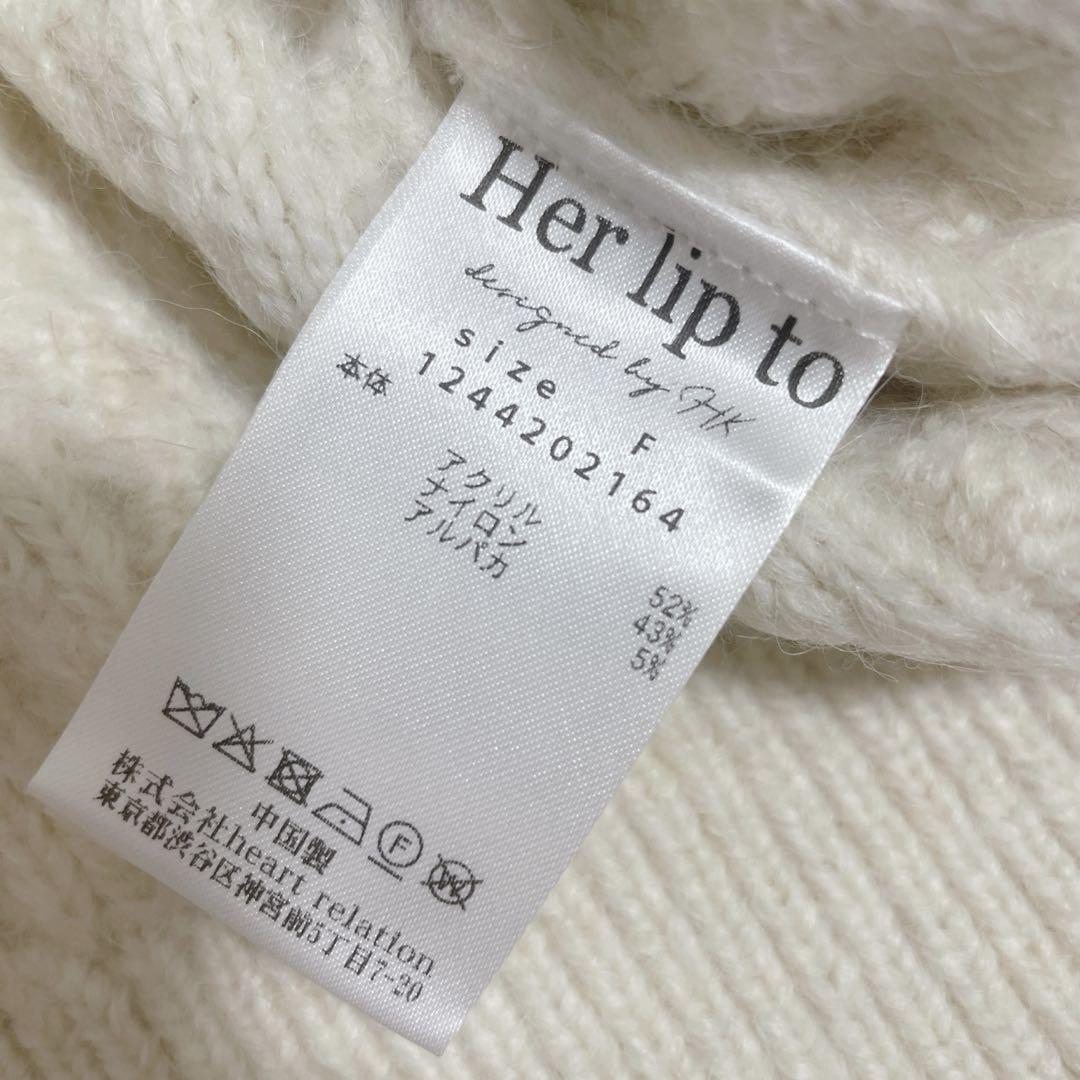 Her lip to
designed by HK
size F
1244202164
本体
アクリル 52%
ナイロン 43%
アルパカ 5%
F W
中国製
株式会社heart relation
東京都渋谷区神宮前5丁目7-20